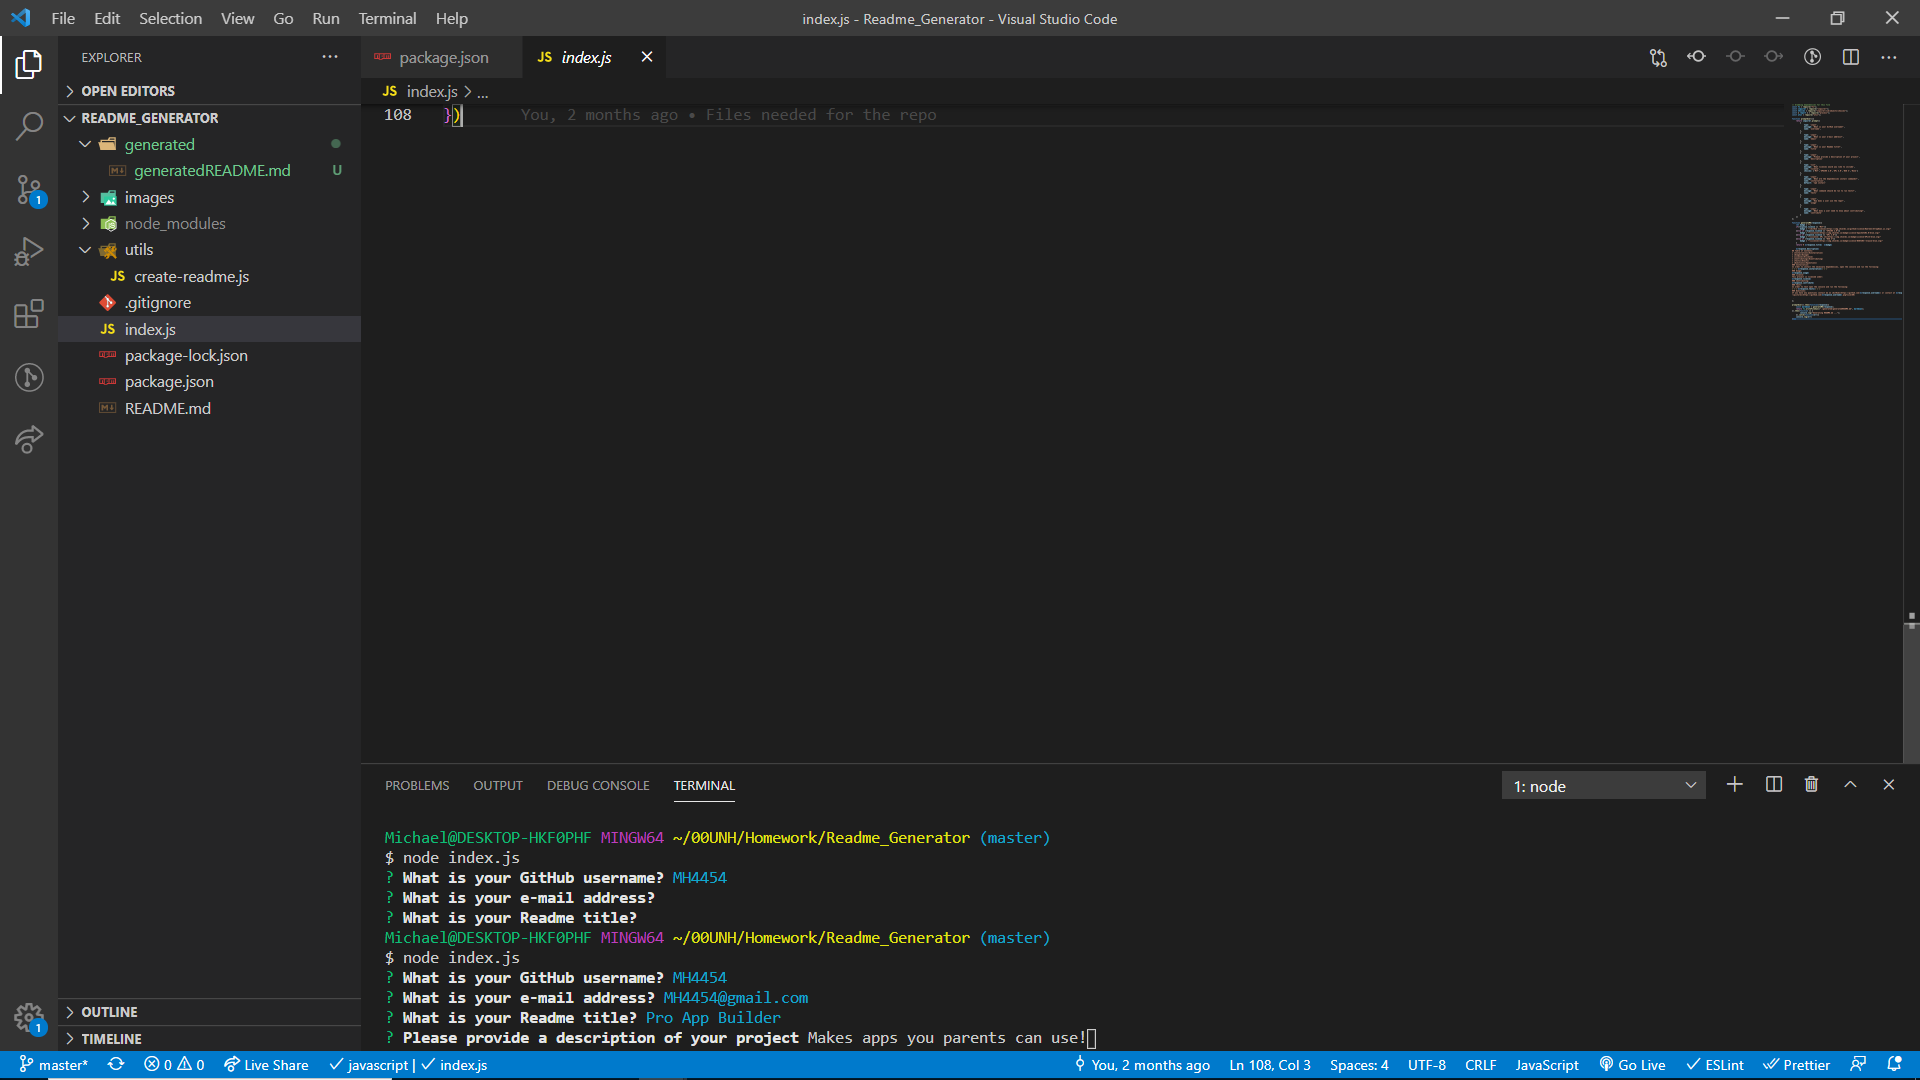 File Edit Selection View Go Run Terminal Help
index.js - Readme_Generator - Visual Studio Code
EXPLORER
OPEN EDITORS
README_GENERATOR
generated
generatedREADME.md U
images
node_modules
utils
JS create-readme.js
.gitignore
JS index.js
package-lock.json
package.json
README.md
OUTLINE
TIMELINE
1
1
package.json
JS index.js
JS index.js > ...
108 }) You, 2 months ago • Files needed for the repo
PROBLEMS OUTPUT DEBUG CONSOLE TERMINAL
1: node
Michael@DESKTOP-HKF0PHF MINGW64 ~/00UNH/Homework/Readme_Generator (master)
$ node index.js
? What is your GitHub username? MH4454
? What is your e-mail address?
? What is your Readme title?
Michael@DESKTOP-HKF0PHF MINGW64 ~/00UNH/Homework/Readme_Generator (master)
$ node index.js
? What is your GitHub username? MH4454
? What is your e-mail address? MH4454@gmail.com
? What is your Readme title? Pro App Builder
? Please provide a description of your project Makes apps you parents can use!
master* 0 0 Live Share javascript | index.js
You, 2 months ago Ln 108, Col 3 Spaces: 4 UTF-8 CRLF JavaScript Go Live ESLint Prettier